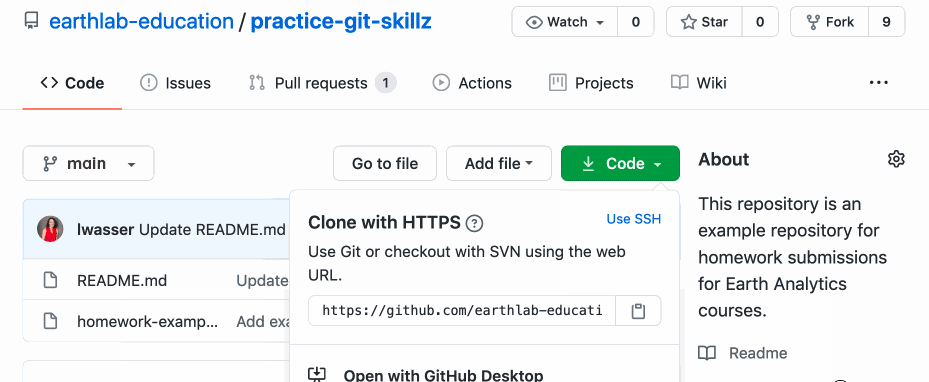 earthlab-education / practice-git-skillz
Watch 0 Star 0 Fork 9
Code Issues Pull requests 1 Actions Projects Wiki ...
main Go to file Add file Code
About
This repository is an
example repository for
homework submissions
for Earth Analytics
courses.
Readme
lwasser Update README.md
README.md Update
homework-examp... Add exa
Clone with HTTPS ? Use SSH
Use Git or checkout with SVN using the web
URL.
https://github.com/earthlab-educati
Open with GitHub Desktop